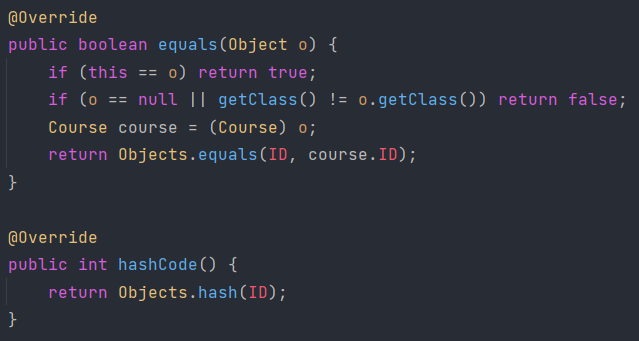 @Override
public boolean equals(Object o) {
    if (this == o) return true;
    if (o == null || getClass() != o.getClass()) return false;
    Course course = (Course) o;
    return Objects.equals(ID, course.ID);
}

@Override
public int hashCode() {
    return Objects.hash(ID);
}